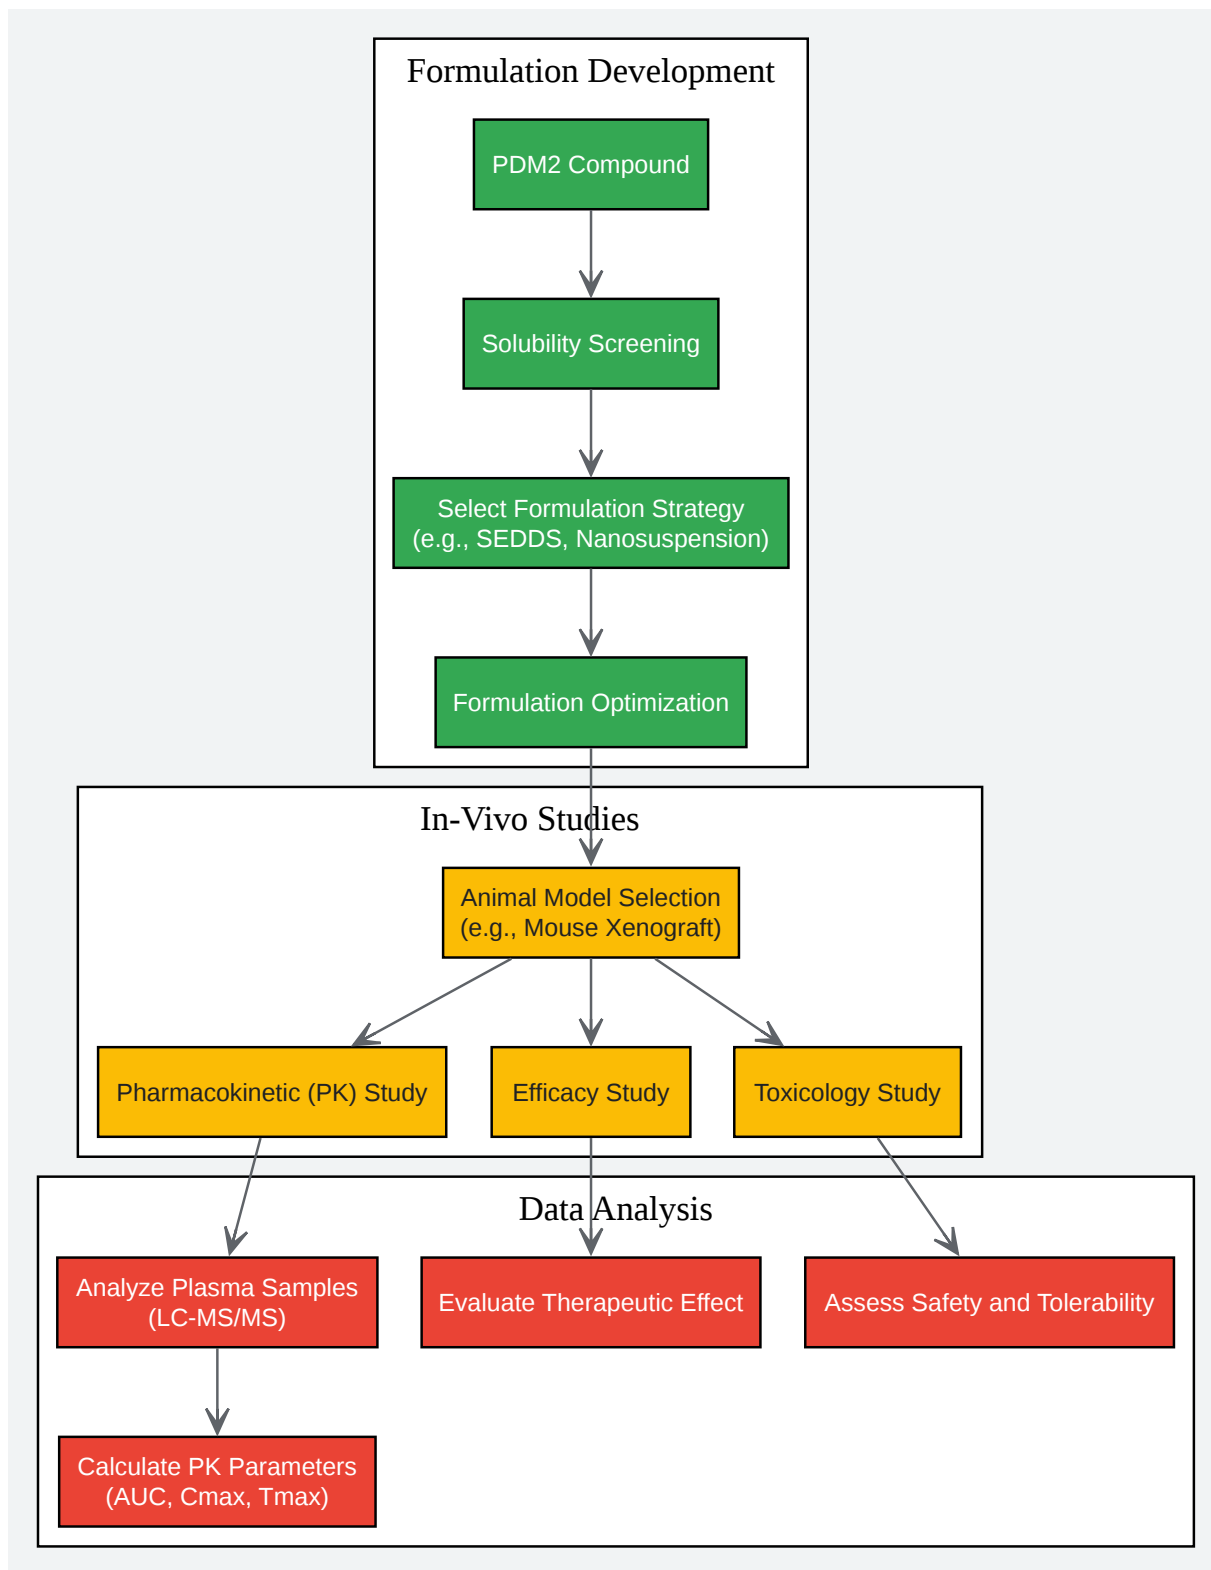 Formulation Development
PDM2 Compound
Solubility Screening
Select Formulation Strategy
(e.g., SEDDS, Nanosuspension)
Formulation Optimization
In-Vivo Studies
Animal Model Selection
(e.g., Mouse Xenograft)
Pharmacokinetic (PK) Study
Efficacy Study
Toxicology Study
Data Analysis
Analyze Plasma Samples
(LC-MS/MS)
Evaluate Therapeutic Effect
Assess Safety and Tolerability
Calculate PK Parameters
(AUC, Cmax, Tmax)